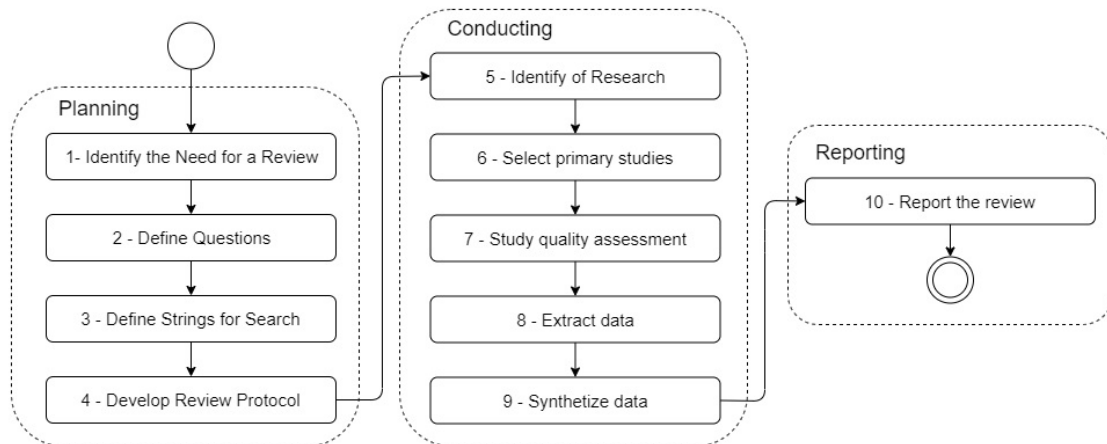 Planning
1- Identify the Need for a Review
2 - Define Questions
3 - Define Strings for Search
4 - Develop Review Protocol
Conducting
5 - Identify of Research
6 - Select primary studies
7 - Study quality assessment
8 - Extract data
9 - Synthetize data
Reporting
10 - Report the review